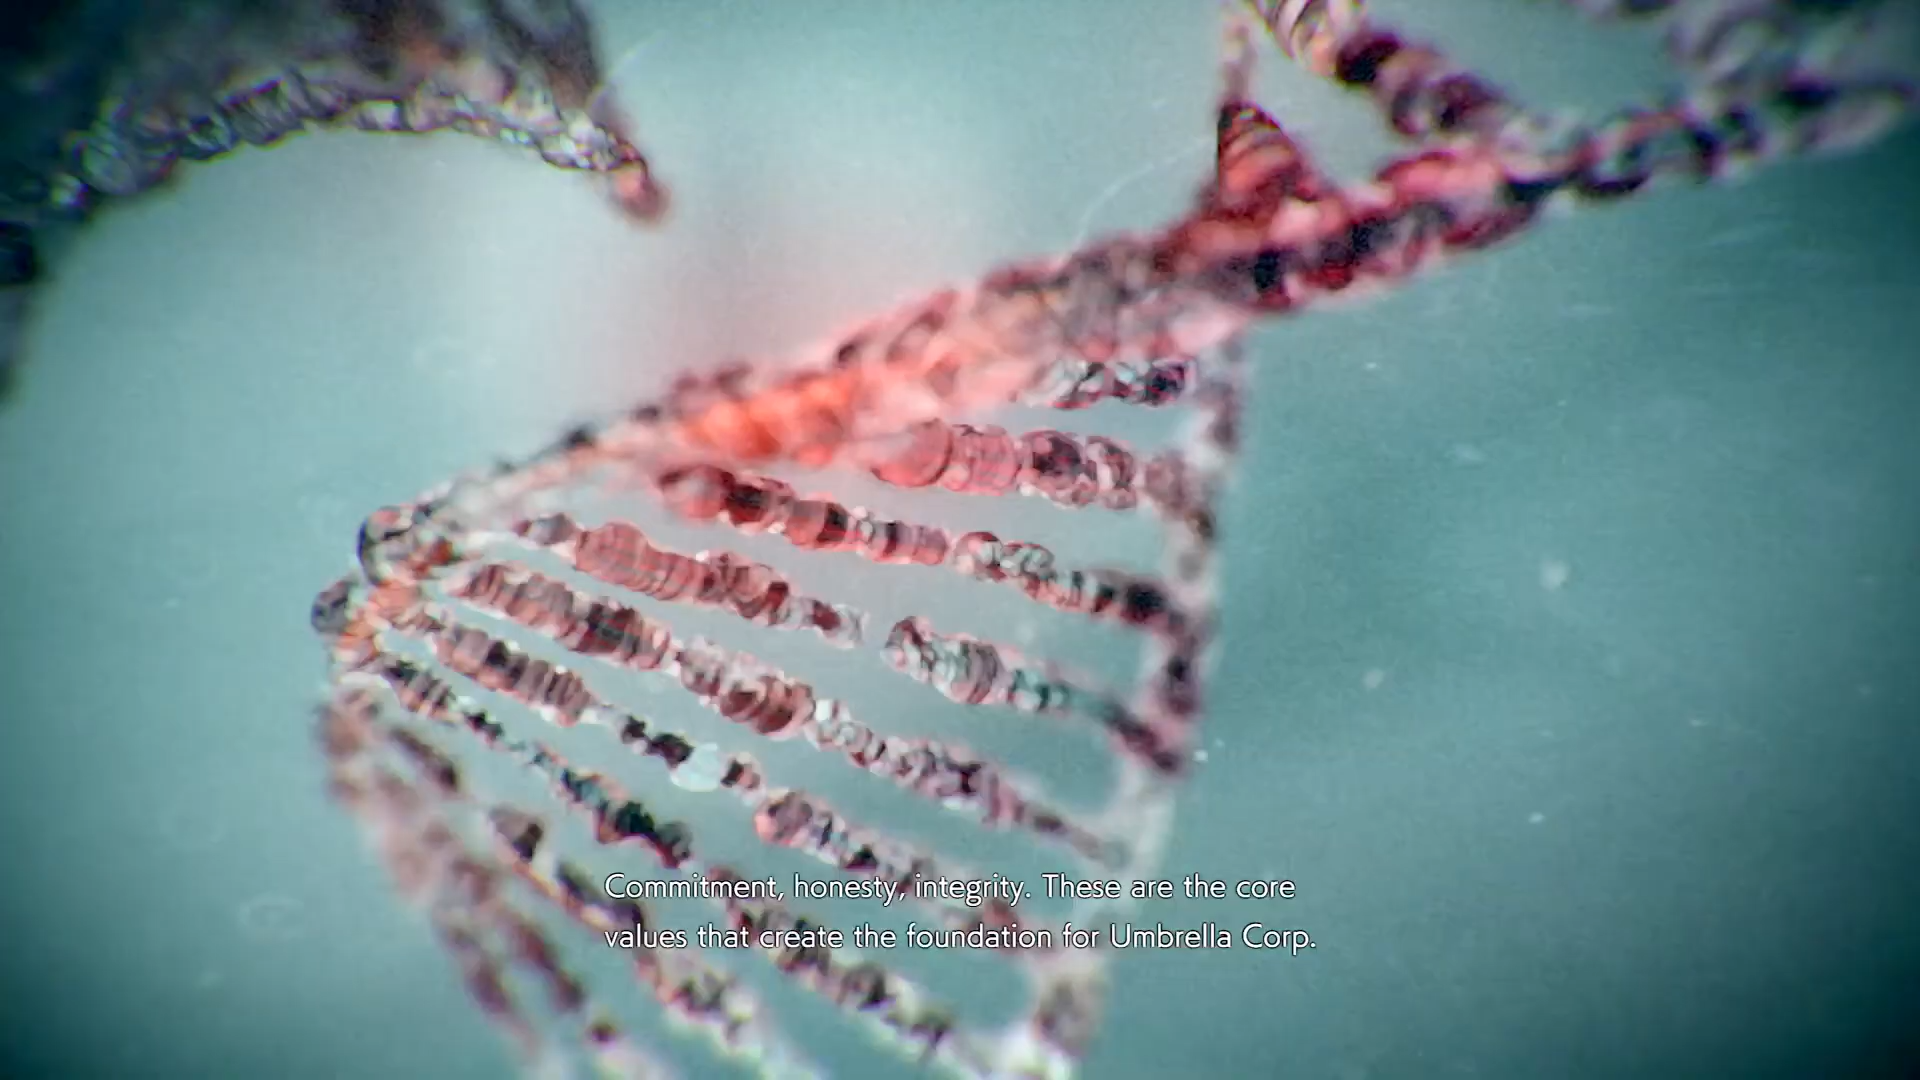 Commitment, honesty, integrity. These are the core
values that create the foundation for Umbrella Corp.